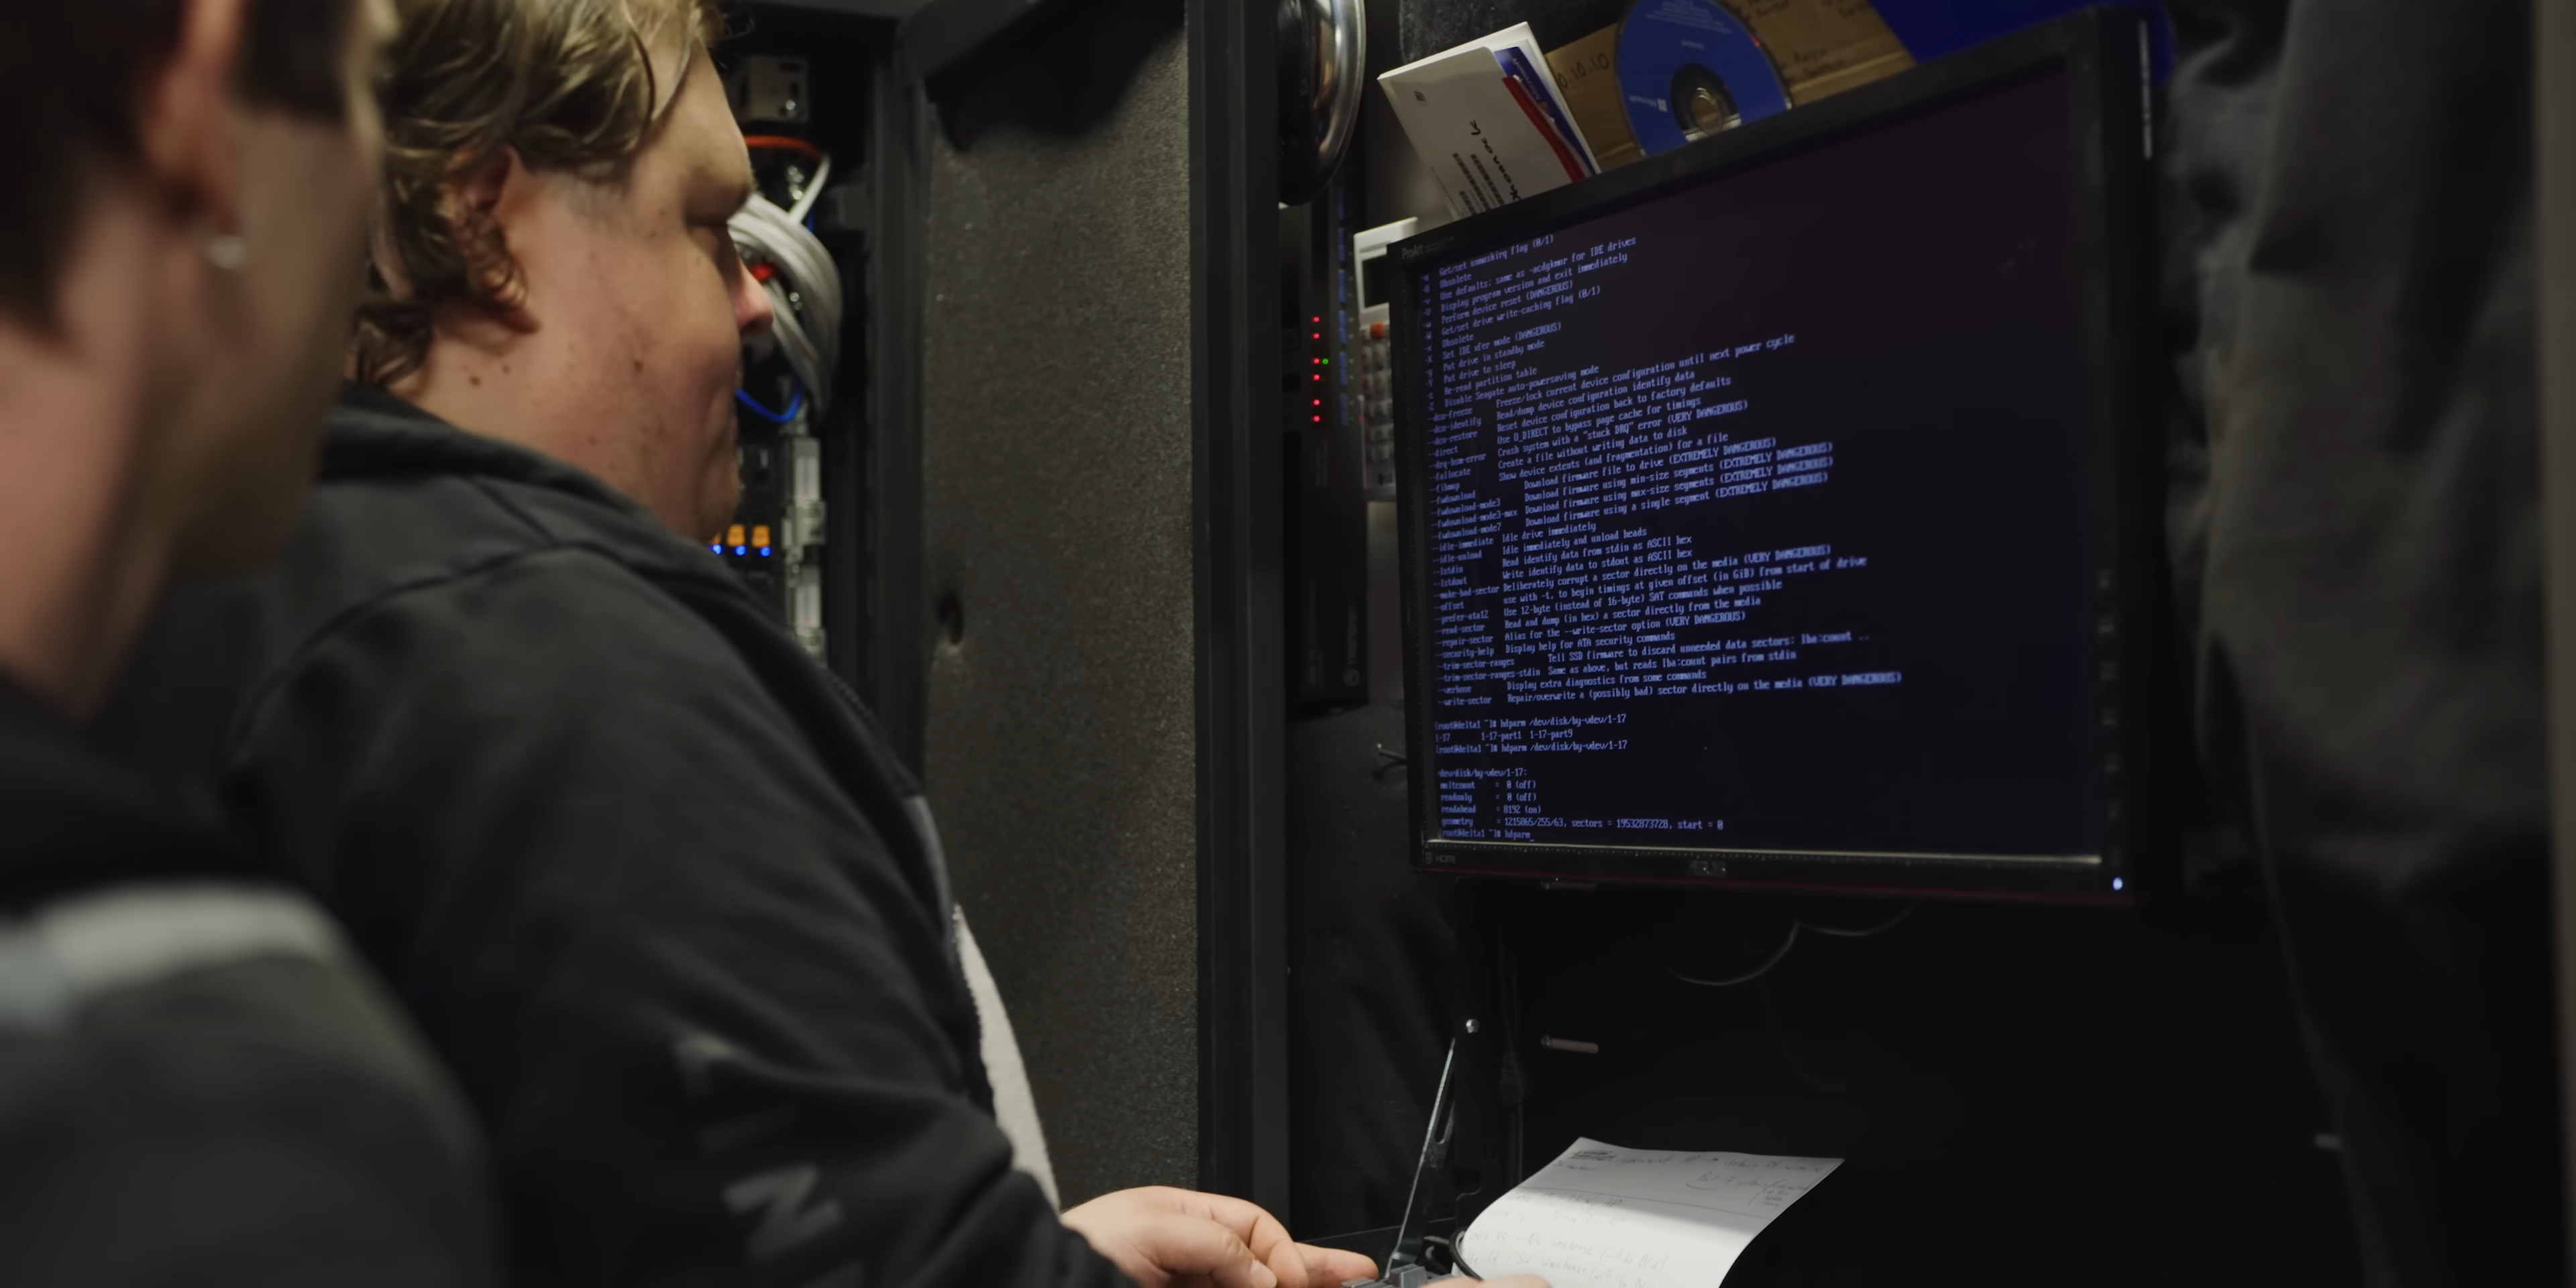 0.10.10
Microsoft
ProArt
Get/set unmaskirq flag (0/1)
-U Obsolete
Use defaults; same as -acdgkmur for IDE drives
Display program version and exit immediately
Perform device reset (DANGEROUS)
-W Get/set drive write-caching flag (0/1)
Obsolete
-X Set IDE xfer mode (DANGEROUS)
-y Put drive in standby mode
-Y Put drive to sleep
Re-read partition table
Disable Seagate auto-powersaving mode
--dco-freeze Freeze/lock current device configuration until next power cycle
--dco-identify Read/dump device configuration identify data
--dco-restore Reset device configuration back to factory defaults
--direct Use O_DIRECT to bypass page cache for timings
--drq-hsm-error Crash system with a "stuck DRQ" error (VERY DANGEROUS)
--fallocate Create a file without writing data to disk
--fibmap Show device extents (and fragmentation) for a file
--fwdownload Download firmware file to drive (EXTREMELY DANGEROUS)
--fwdownload-mode3 Download firmware using min-size segments (EXTREMELY DANGEROUS)
--fwdownload-mode3-max Download firmware using max-size segments (EXTREMELY DANGEROUS)
--fwdownload-mode7 Download firmware using a single segment (EXTREMELY DANGEROUS)
--idle-immediate Idle drive immediately
--idle-unload Idle immediately and unload heads
--Istdin Read identify data from stdin as ASCII hex
--Istdout Write identify data to stdout as ASCII hex
--make-bad-sector Deliberately corrupt a sector directly on the media (VERY DANGEROUS)
--offset use with -t, to begin timings at given offset (in GiB) from start of drive
--prefer-ata12 Use 12-byte (instead of 16-byte) SAT commands when possible
--read-sector Read and dump (in hex) a sector directly from the media
--repair-sector Alias for the --write-sector option (VERY DANGEROUS)
--security-help Display help for ATA security commands
--trim-sector-ranges Tell SSD firmware to discard unneeded data sectors: lba:count ..
--trim-sector-ranges-stdin Same as above, but reads lba:count pairs from stdin
--verbose Display extra diagnostics from some commands
--write-sector Repair/overwrite a (possibly bad) sector directly on the media (VERY DANGEROUS)
[root@delta1 ~]# hdparm /dev/disk/by-vdev/1-17
1-17 1-17-part1 1-17-part9
[root@delta1 ~]# hdparm /dev/disk/by-vdev/1-17
/dev/disk/by-vdev/1-17:
multcount = 0 (off)
readonly = 0 (off)
readahead = 8192 (on)
geometry = 1215865/255/63, sectors = 19532873728, start = 0
[root@delta1 ~]# hdparm_
HDMI